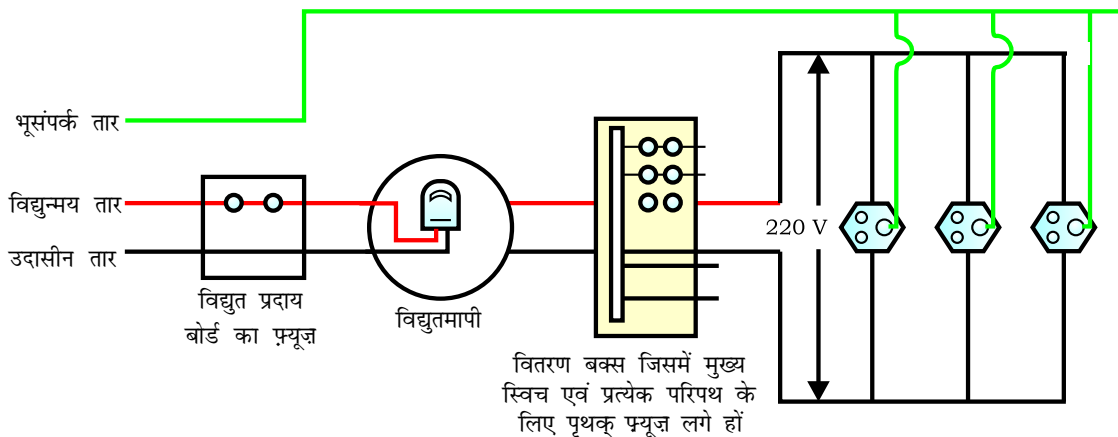 भूसंपर्क तार
विद्युन्मय तार
उदासीन तार
विद्युत प्रदाय
बोर्ड का फ़्यूज़
विद्युतमापी
वितरण बक्स जिसमें मुख्य
स्विच एवं प्रत्येक परिपथ के
लिए पृथक् फ़्यूज़ लगे हों
220 V